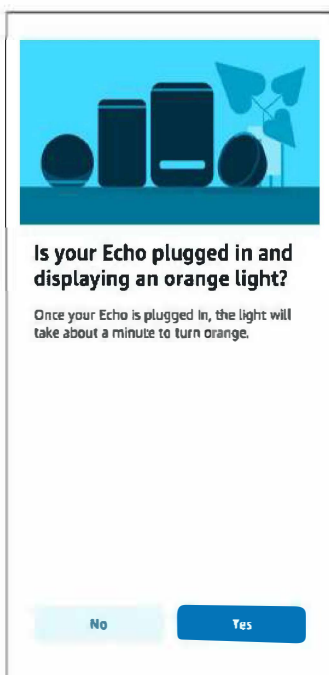 Is your Echo plugged in and
displaying an orange light?
Once your Echo is plugged in, the light will
take about a minute to turn orange.
No
Yes